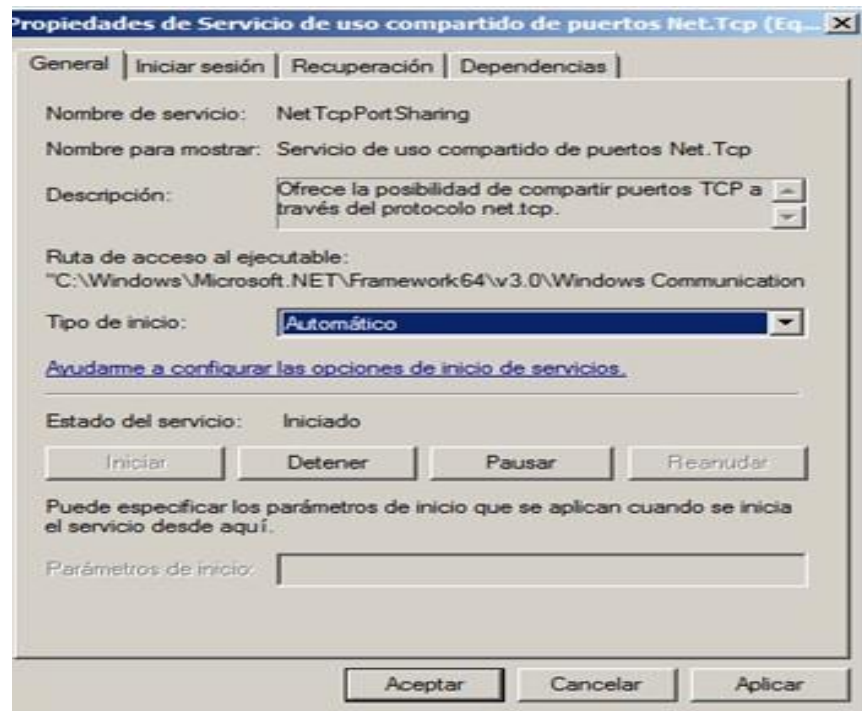 Propiedades de Servicio de uso compartido de puertos Net.Tcp (Eq...
General
Iniciar sesión
Recuperación
Dependencias
Nombre de servicio: NetTcpPortSharing
Nombre para mostrar: Servicio de uso compartido de puertos Net.Tcp
Descripción: Ofrece la posibilidad de compartir puertos TCP a
través del protocolo net.tcp.
Ruta de acceso al ejecutable:
"C:\Windows\Microsoft.NET\Framework64\v3.0\Windows Communication
Tipo de inicio: Automático
Ayudarme a configurar las opciones de inicio de servicios.
Estado del servicio: Iniciado
Iniciar
Detener
Pausar
Reanudar
Puede especificar los parámetros de inicio que se aplican cuando se inicia
el servicio desde aquí.
Parámetros de inicio:
Aceptar
Cancelar
Aplicar